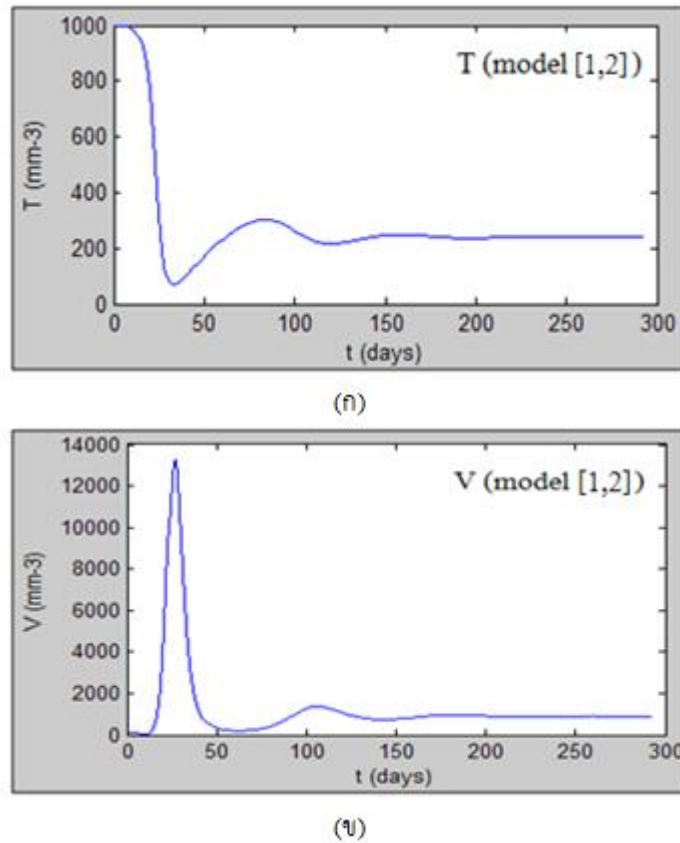 1000
800
600
400
200
0
T (mm-3)
T (model [1,2])
0 50 100 150 200 250 300
t (days)
(ก)
14000
12000
10000
8000
6000
4000
2000
0
V (mm-3)
V (model [1,2])
0 50 100 150 200 250 300
t (days)
(ข)